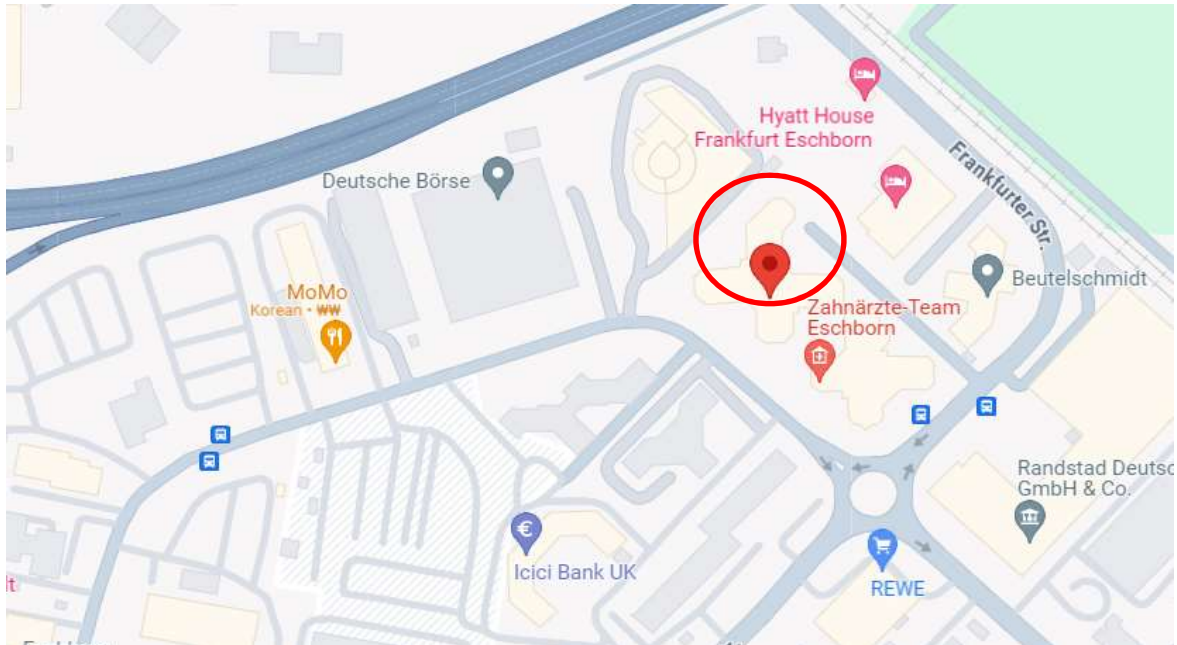 Hyatt House
Frankfurt Eschborn
Frankfurter Str.
Deutsche Börse
Beutelschmidt
MoMo
Korean · ₩₩
Zahnärzte-Team
Eschborn
Randstad Deutsc
GmbH & Co.
Icici Bank UK
REWE
lt